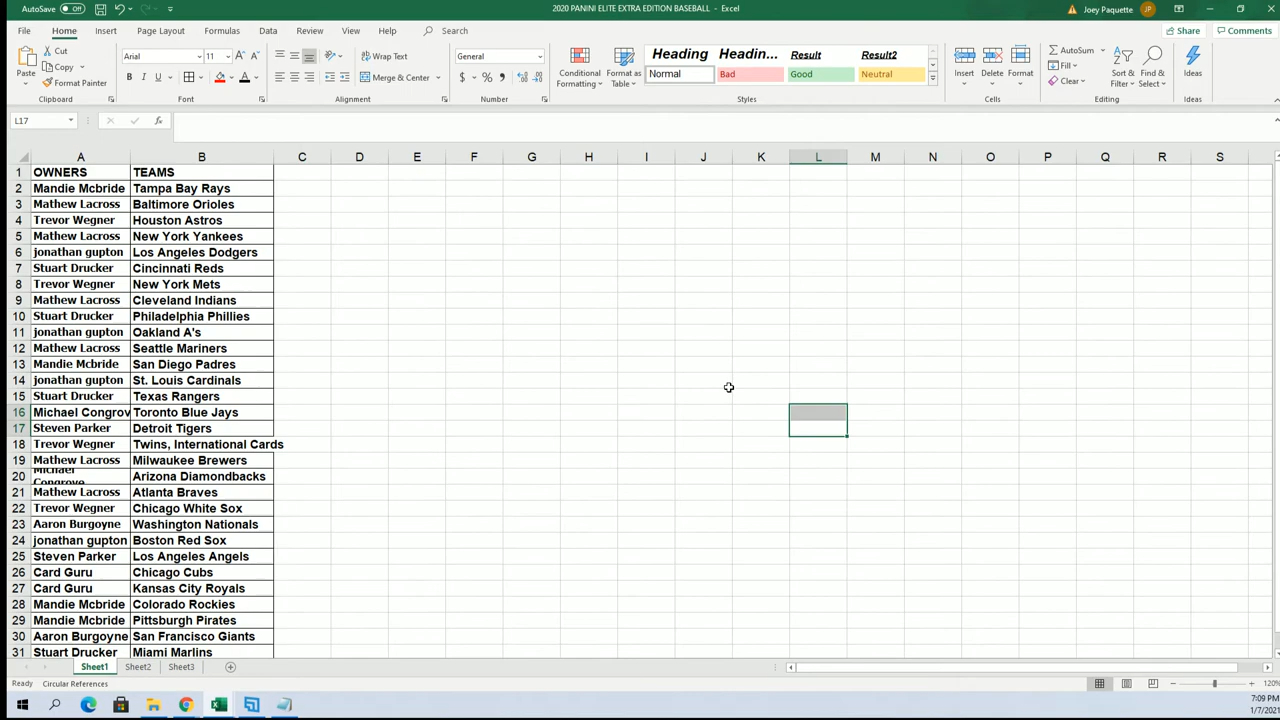 AutoSave Off 2020 PANINI ELITE EXTRA EDITION BASEBALL - Excel Joey Paquette JP
File Home Insert Page Layout Formulas Data Review View Help Search Share Comments
Paste Cut Copy Format Painter
Clipboard
Arial 11 A A
B I U A
Font
Wrap Text
Merge & Center
Alignment
General
$ % ,
Number
Conditional Formatting Format as Table
Heading Headin... Result Result2
Normal Bad Good Neutral
Styles
Insert Delete Format
Cells
AutoSum Fill Clear Sort & Filter Find & Select
Editing
Ideas
Ideas
L17 fx
A B C D E F G H I J K L M N O P Q R S
1 OWNERS TEAMS
2 Mandie Mcbride Tampa Bay Rays
3 Mathew Lacross Baltimore Orioles
4 Trevor Wegner Houston Astros
5 Mathew Lacross New York Yankees
6 jonathan gupton Los Angeles Dodgers
7 Stuart Drucker Cincinnati Reds
8 Trevor Wegner New York Mets
9 Mathew Lacross Cleveland Indians
10 Stuart Drucker Philadelphia Phillies
11 jonathan gupton Oakland A's
12 Mathew Lacross Seattle Mariners
13 Mandie Mcbride San Diego Padres
14 jonathan gupton St. Louis Cardinals
15 Stuart Drucker Texas Rangers
16 Michael Congrov Toronto Blue Jays
17 Steven Parker Detroit Tigers
18 Trevor Wegner Twins, International Cards
19 Mathew Lacross Milwaukee Brewers
20 Michael Congrove Arizona Diamondbacks
21 Mathew Lacross Atlanta Braves
22 Trevor Wegner Chicago White Sox
23 Aaron Burgoyne Washington Nationals
24 jonathan gupton Boston Red Sox
25 Steven Parker Los Angeles Angels
26 Card Guru Chicago Cubs
27 Card Guru Kansas City Royals
28 Mandie Mcbride Colorado Rockies
29 Mandie Mcbride Pittsburgh Pirates
30 Aaron Burgoyne San Francisco Giants
31 Stuart Drucker Miami Marlins
Sheet1 Sheet2 Sheet3
Ready Circular References 120%
7:09 PM
1/7/2021